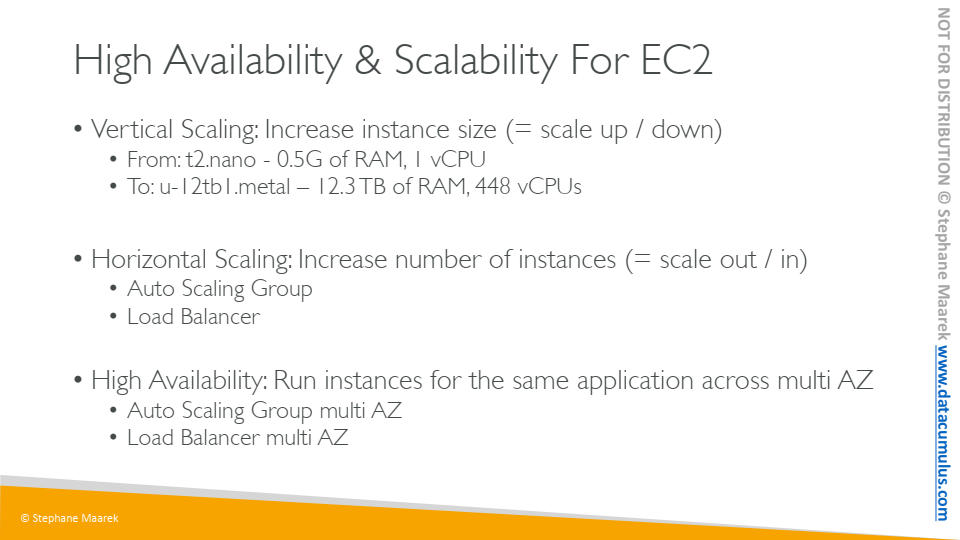 High Availability & Scalability For EC2
• Vertical Scaling: Increase instance size (= scale up / down)
• From: t2.nano - 0.5G of RAM, 1 vCPU
• To: u-12tb1.metal – 12.3 TB of RAM, 448 vCPUs
• Horizontal Scaling: Increase number of instances (= scale out / in)
• Auto Scaling Group
• Load Balancer
• High Availability: Run instances for the same application across multi AZ
• Auto Scaling Group multi AZ
• Load Balancer multi AZ
© Stephane Maarek
NOT FOR DISTRIBUTION © Stephane Maarek www.datacumulus.com